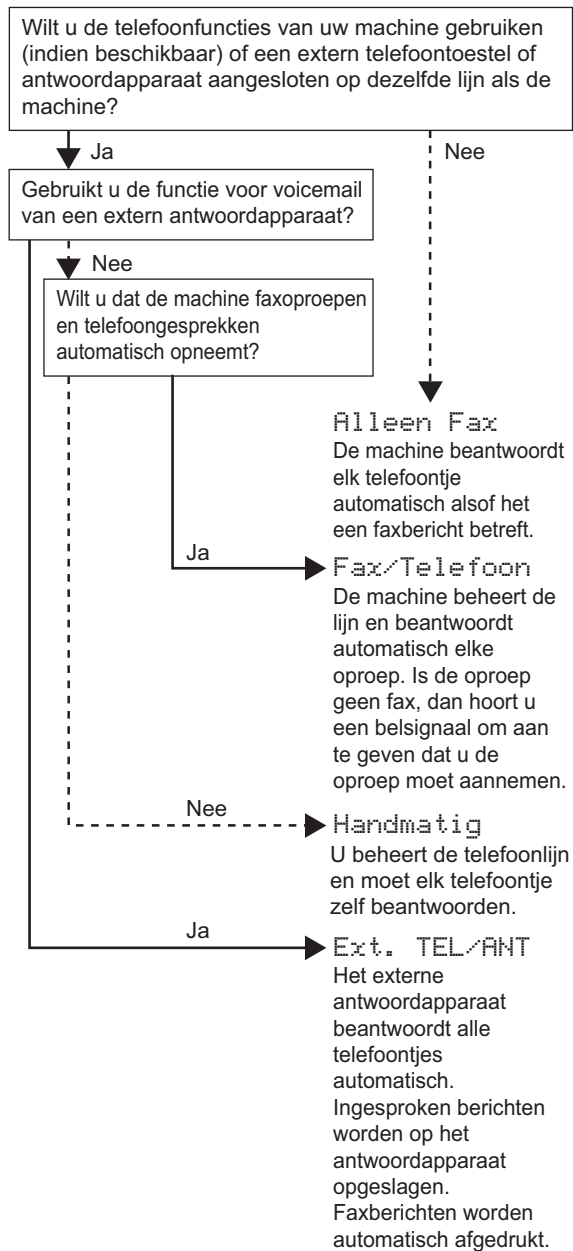 Wilt u de telefoonfuncties van uw machine gebruiken
(indien beschikbaar) of een extern telefoontoestel of
antwoordapparaat aangesloten op dezelfde lijn als de
machine?
Ja
Nee
Gebruikt u de functie voor voicemail
van een extern antwoordapparaat?
Nee
Wilt u dat de machine faxoproepen
en telefoongesprekken
automatisch opneemt?
Alleen Fax
De machine beantwoordt
elk telefoontje
automatisch alsof het
een faxbericht betreft.
Ja
Fax/Telefoon
De machine beheert de
lijn en beantwoordt
automatisch elke
oproep. Is de oproep
geen fax, dan hoort u
een belsignaal om aan
te geven dat u de
oproep moet aannemen.
Nee
Handmatig
U beheert de telefoonlijn
en moet elk telefoontje
zelf beantwoorden.
Ja
Ext. TEL/ANT
Het externe
antwoordapparaat
beantwoordt alle
telefoontjes
automatisch.
Ingesproken berichten
worden op het
antwoordapparaat
opgeslagen.
Faxberichten worden
automatisch afgedrukt.